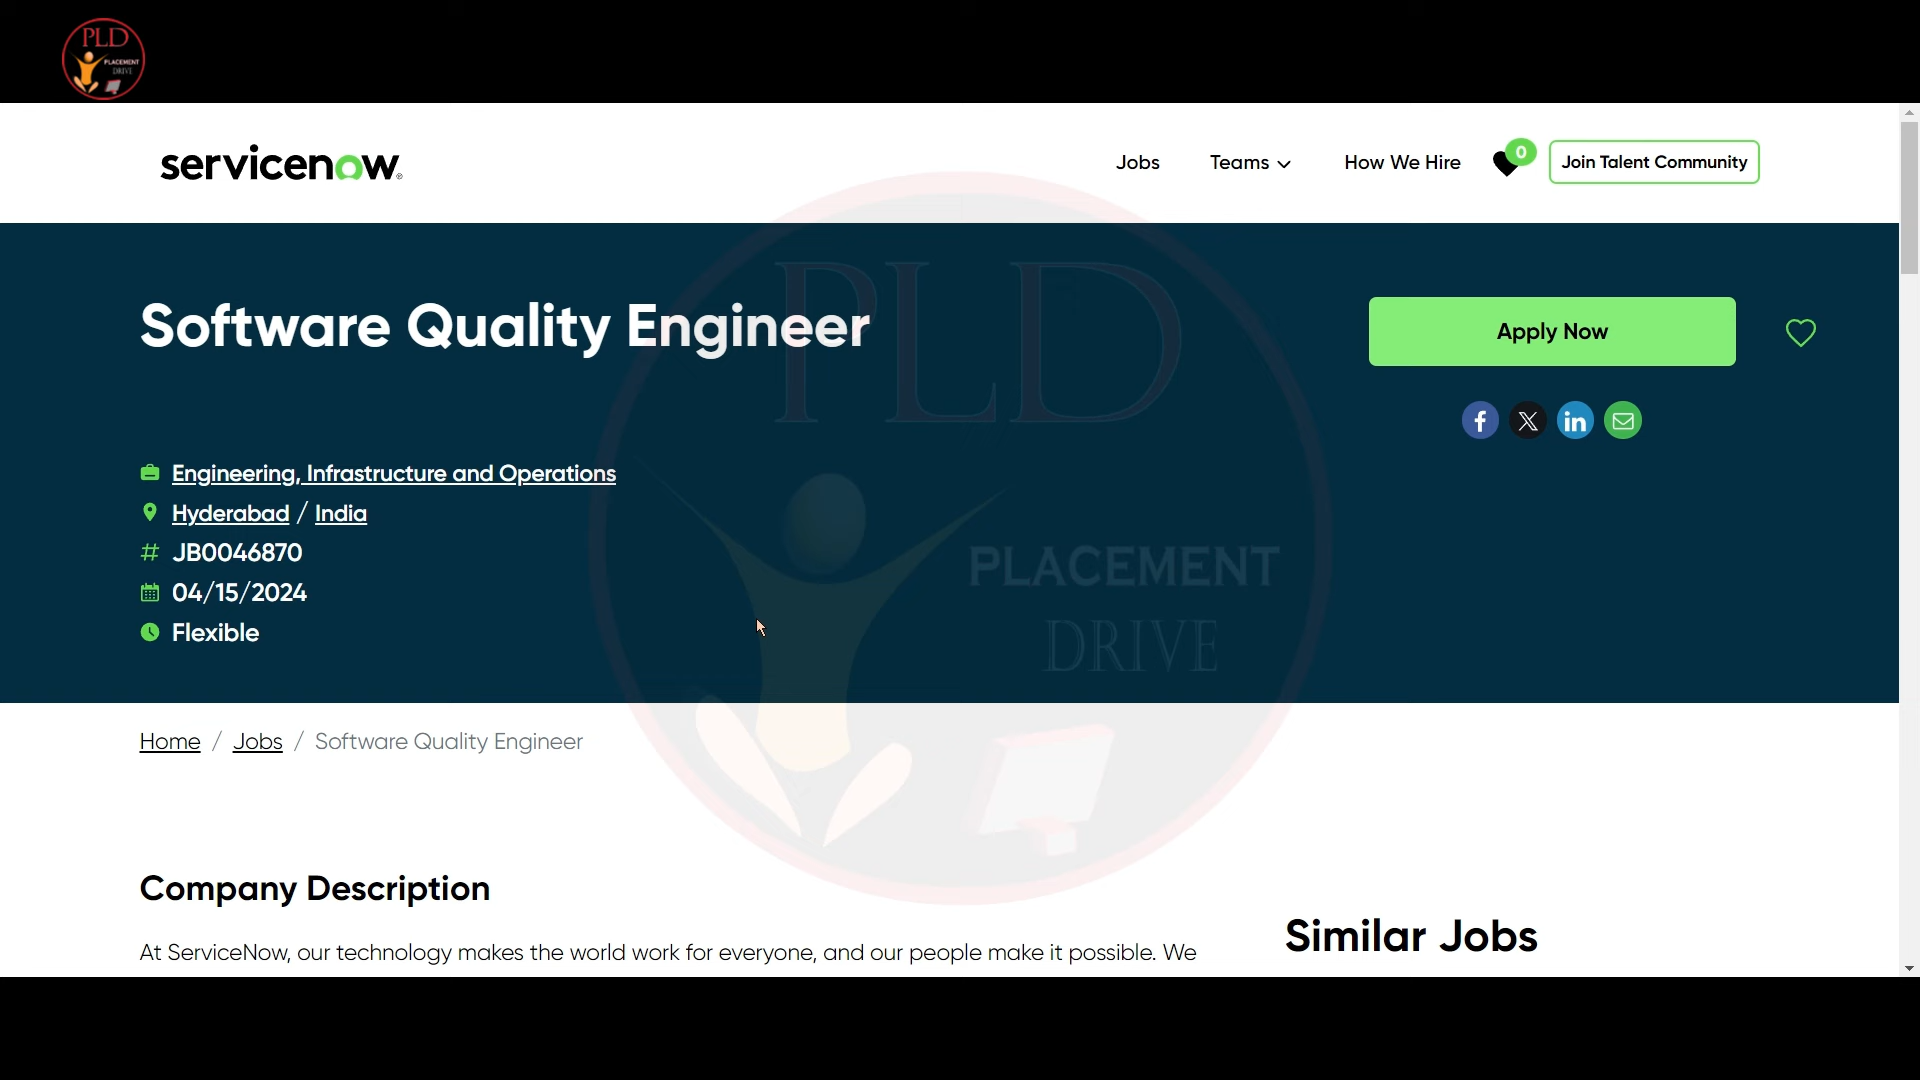 PLD
PLACEMENT
DRIVE
servicenow®
Jobs
Teams
How We Hire
0
Join Talent Community
Software Quality Engineer
Apply Now
Engineering, Infrastructure and Operations
Hyderabad / India
# JB0046870
04/15/2024
Flexible
PLD
PLACEMENT
DRIVE
Home / Jobs / Software Quality Engineer
Company Description
At ServiceNow, our technology makes the world work for everyone, and our people make it possible. We
Similar Jobs